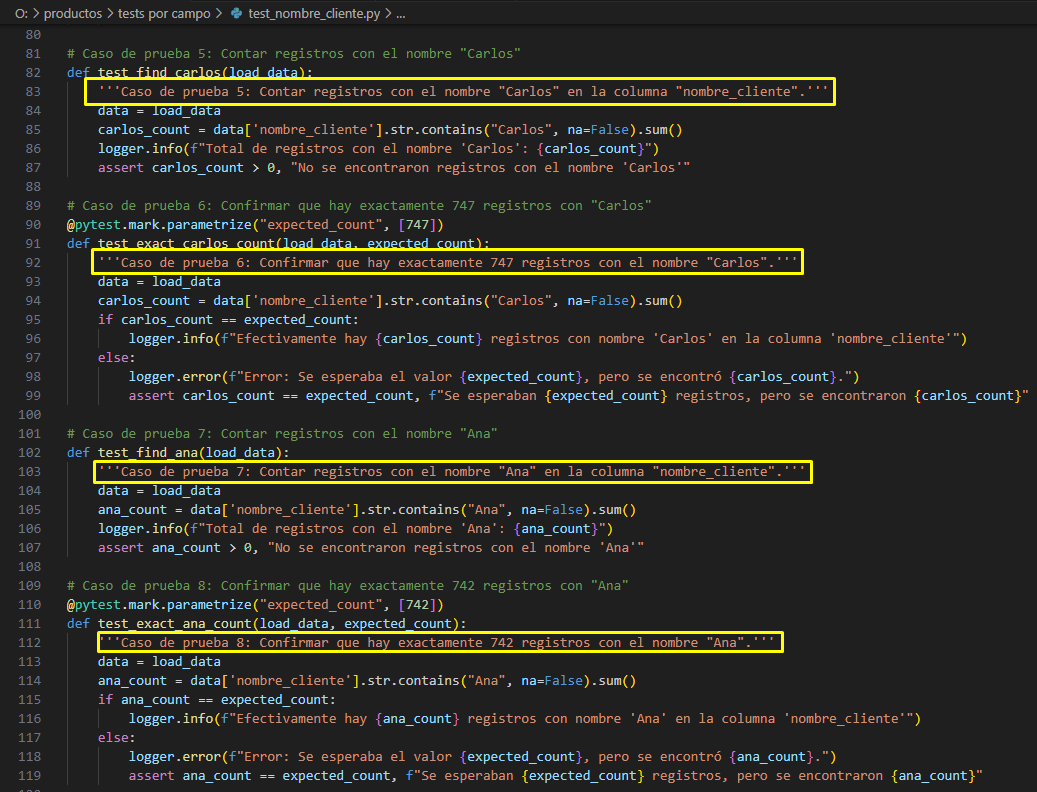 O: > productos > tests por campo > test_nombre_cliente.py > ...
80
81 # Caso de prueba 5: Contar registros con el nombre "Carlos"
82 def test_find_carlos(load_data):
83 '''Caso de prueba 5: Contar registros con el nombre "Carlos" en la columna "nombre_cliente".'''
84 data = load_data
85 carlos_count = data['nombre_cliente'].str.contains("Carlos", na=False).sum()
86 logger.info(f"Total de registros con el nombre 'Carlos': {carlos_count}")
87 assert carlos_count > 0, "No se encontraron registros con el nombre 'Carlos'"
88
89 # Caso de prueba 6: Confirmar que hay exactamente 747 registros con "Carlos"
90 @pytest.mark.parametrize("expected_count", [747])
91 def test_exact_carlos_count(load_data, expected_count):
92 '''Caso de prueba 6: Confirmar que hay exactamente 747 registros con el nombre "Carlos".'''
93 data = load_data
94 carlos_count = data['nombre_cliente'].str.contains("Carlos", na=False).sum()
95 if carlos_count == expected_count:
96 logger.info(f"Efectivamente hay {carlos_count} registros con nombre 'Carlos' en la columna 'nombre_cliente'")
97 else:
98 logger.error(f"Error: Se esperaba el valor {expected_count}, pero se encontró {carlos_count}.")
99 assert carlos_count == expected_count, f"Se esperaban {expected_count} registros, pero se encontraron {carlos_count}"
100
101 # Caso de prueba 7: Contar registros con el nombre "Ana"
102 def test_find_ana(load_data):
103 '''Caso de prueba 7: Contar registros con el nombre "Ana" en la columna "nombre_cliente".'''
104 data = load_data
105 ana_count = data['nombre_cliente'].str.contains("Ana", na=False).sum()
106 logger.info(f"Total de registros con el nombre 'Ana': {ana_count}")
107 assert ana_count > 0, "No se encontraron registros con el nombre 'Ana'"
108
109 # Caso de prueba 8: Confirmar que hay exactamente 742 registros con "Ana"
110 @pytest.mark.parametrize("expected_count", [742])
111 def test_exact_ana_count(load_data, expected_count):
112 '''Caso de prueba 8: Confirmar que hay exactamente 742 registros con el nombre "Ana".'''
113 data = load_data
114 ana_count = data['nombre_cliente'].str.contains("Ana", na=False).sum()
115 if ana_count == expected_count:
116 logger.info(f"Efectivamente hay {ana_count} registros con nombre 'Ana' en la columna 'nombre_cliente'")
117 else:
118 logger.error(f"Error: Se esperaba el valor {expected_count}, pero se encontró {ana_count}.")
119 assert ana_count == expected_count, f"Se esperaban {expected_count} registros, pero se encontraron {ana_count}"